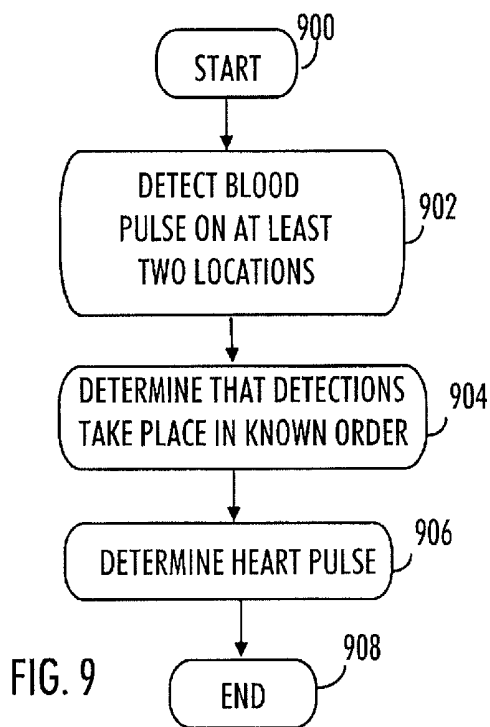 900
START
DETECT BLOOD
PULSE ON AT LEAST
TWO LOCATIONS
902
DETERMINE THAT DETECTIONS
TAKE PLACE IN KNOWN ORDER
904
DETERMINE HEART PULSE
906
END
908
FIG. 9